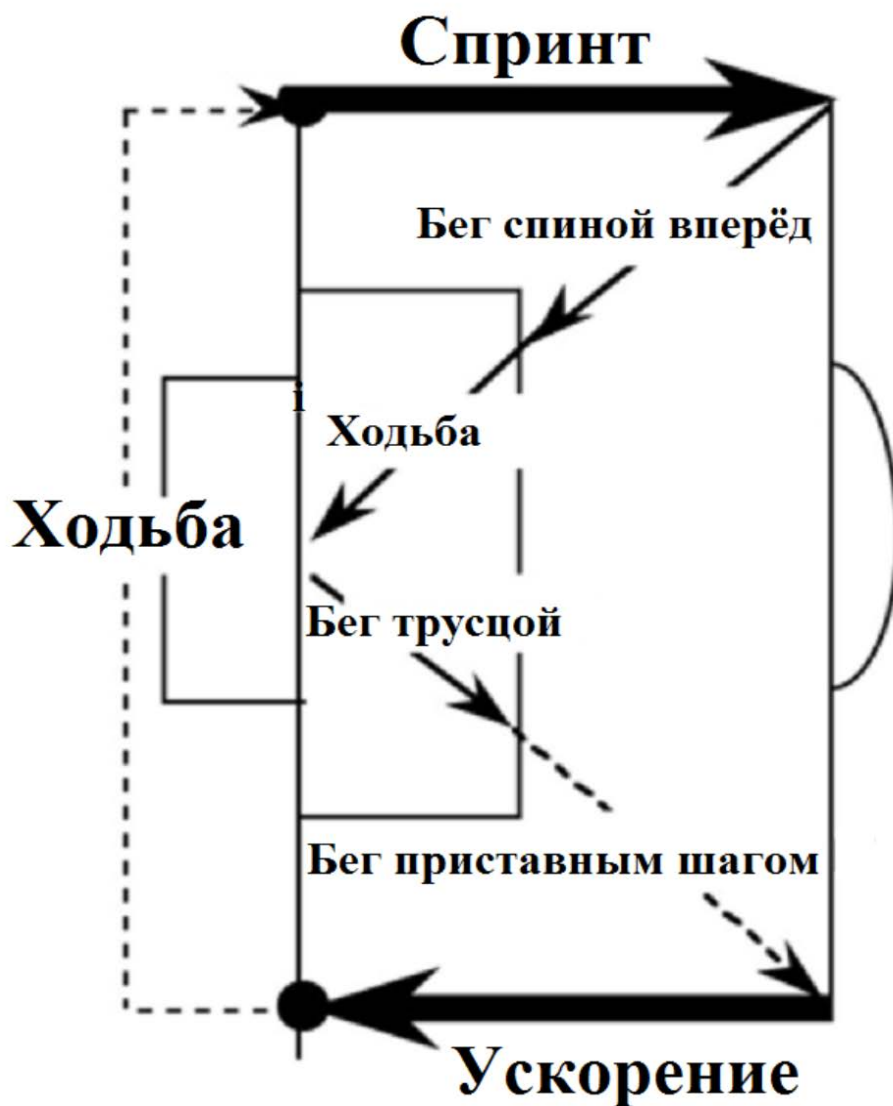 Спринт
Бег спиной вперёд
i
Ходьба
Ходьба
Бег трусцой
Бег приставным шагом
Ускорение